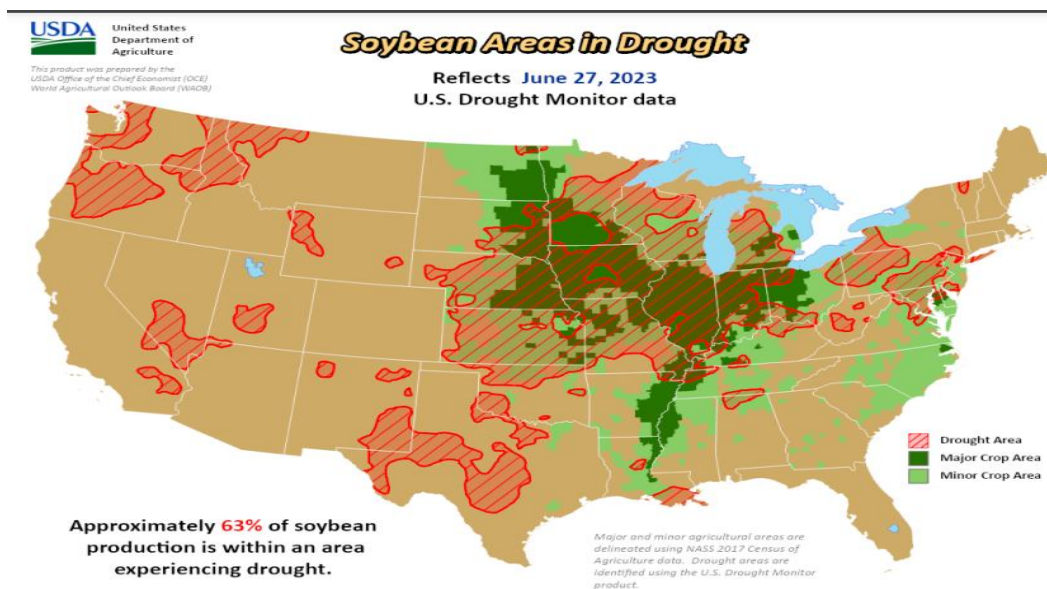 USDA
United States
Department of
Agriculture
This product was prepared by the
USDA Office of the Chief Economist (OCE)
World Agricultural Outlook Board (WAOB)
Soybean Areas in Drought
Reflects June 27, 2023
U.S. Drought Monitor data
Drought Area
Major Crop Area
Minor Crop Area
Approximately 63% of soybean
production is within an area
experiencing drought.
Major and minor agricultural areas are
delineated using NASS 2017 Census of
Agriculture data. Drought areas are
identified using the U.S. Drought Monitor
product.